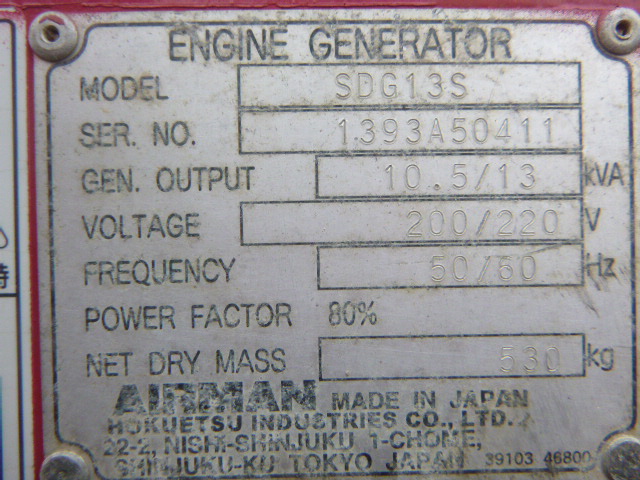 ENGINE GENERATOR
MODEL SDG13S
SER. NO. 1393A50411
GEN. OUTPUT 10.5/13 kVA
VOLTAGE 200/220 V
FREQUENCY 50/60 Hz
POWER FACTOR 80%
NET DRY MASS 530 kg
AIRMAN MADE IN JAPAN
HOKUETSU INDUSTRIES CO., LTD.
22-2, NISHI-SHINJUKU 1-CHOME,
SHINJUKU-KU TOKYO JAPAN 39103 46800
時